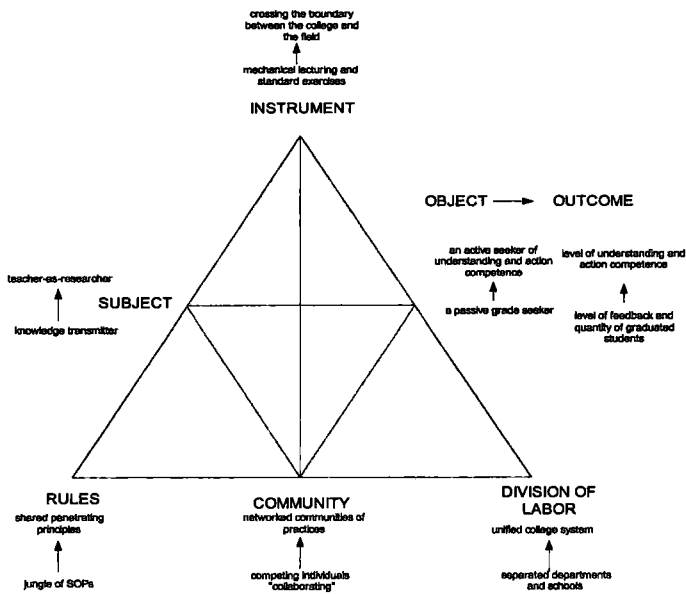 crossing the boundary
between the college and
the field
mechanical lecturing and
standard exercises
INSTRUMENT
OBJECT
OUTCOME
an active seeker of
understanding and action
competence
level of understanding and
action competence
teacher-as-researcher
SUBJECT
a passive grade seeker
level of feedback and
quantity of graduated
students
knowledge transmitter
RULES
shared penetrating
principles
jungle of SOPs
COMMUNITY
networked communities of
practices
competing individuals
"collaborating"
DIVISION OF
LABOR
unified college system
separated departments
and schools